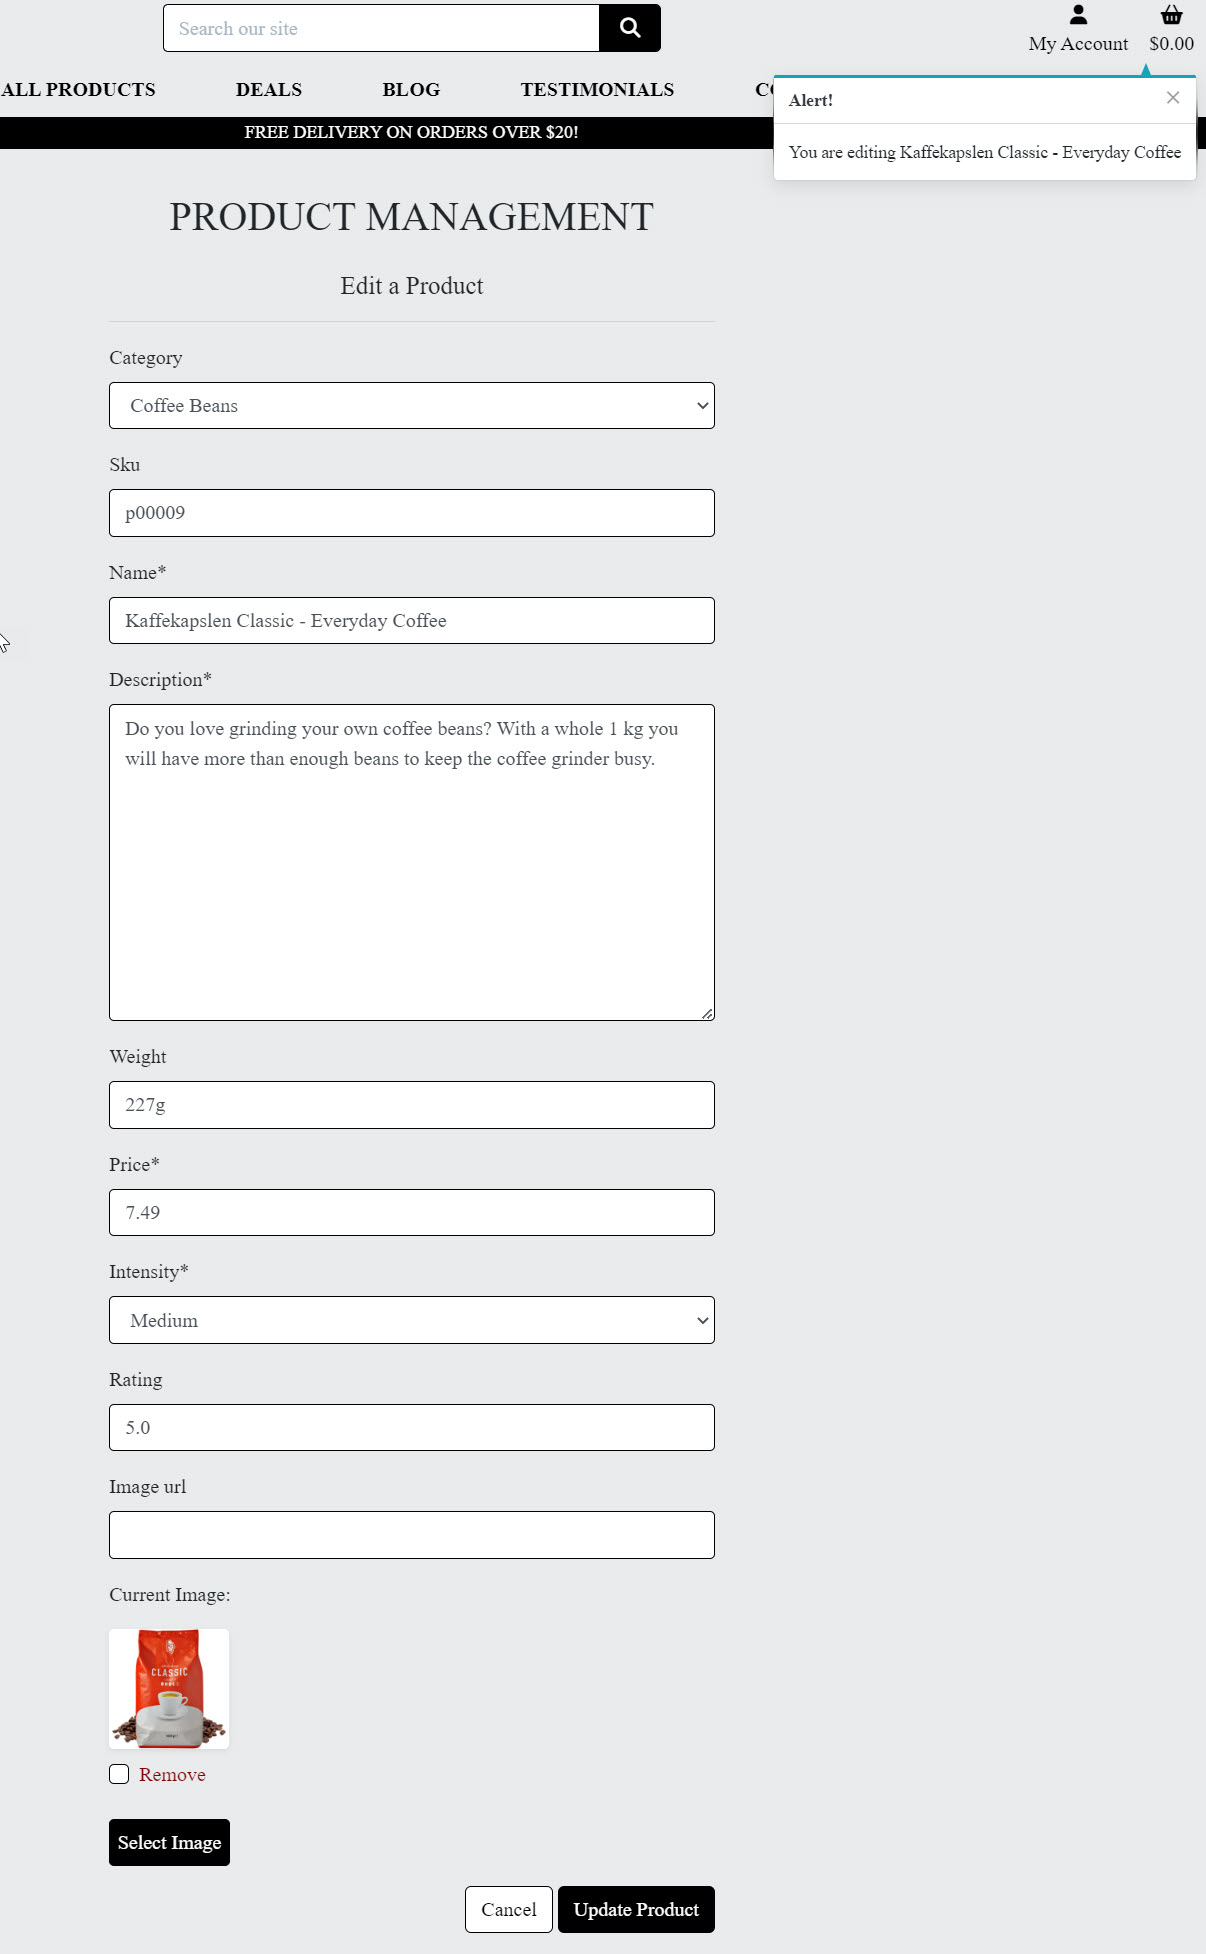 Search our site
My Account
$0.00
ALL PRODUCTS
DEALS
BLOG
TESTIMONIALS
Alert!
FREE DELIVERY ON ORDERS OVER $20!
You are editing Kaffekapslen Classic - Everyday Coffee
PRODUCT MANAGEMENT
Edit a Product
Category
Coffee Beans
Sku
p00009
Name*
Kaffekapslen Classic - Everyday Coffee
Description*
Do you love grinding your own coffee beans? With a whole 1 kg you
will have more than enough beans to keep the coffee grinder busy.
Weight
227g
Price*
7.49
Intensity*
Medium
Rating
5.0
Image url
Current Image:
CLASSIC
Remove
Select Image
Cancel
Update Product